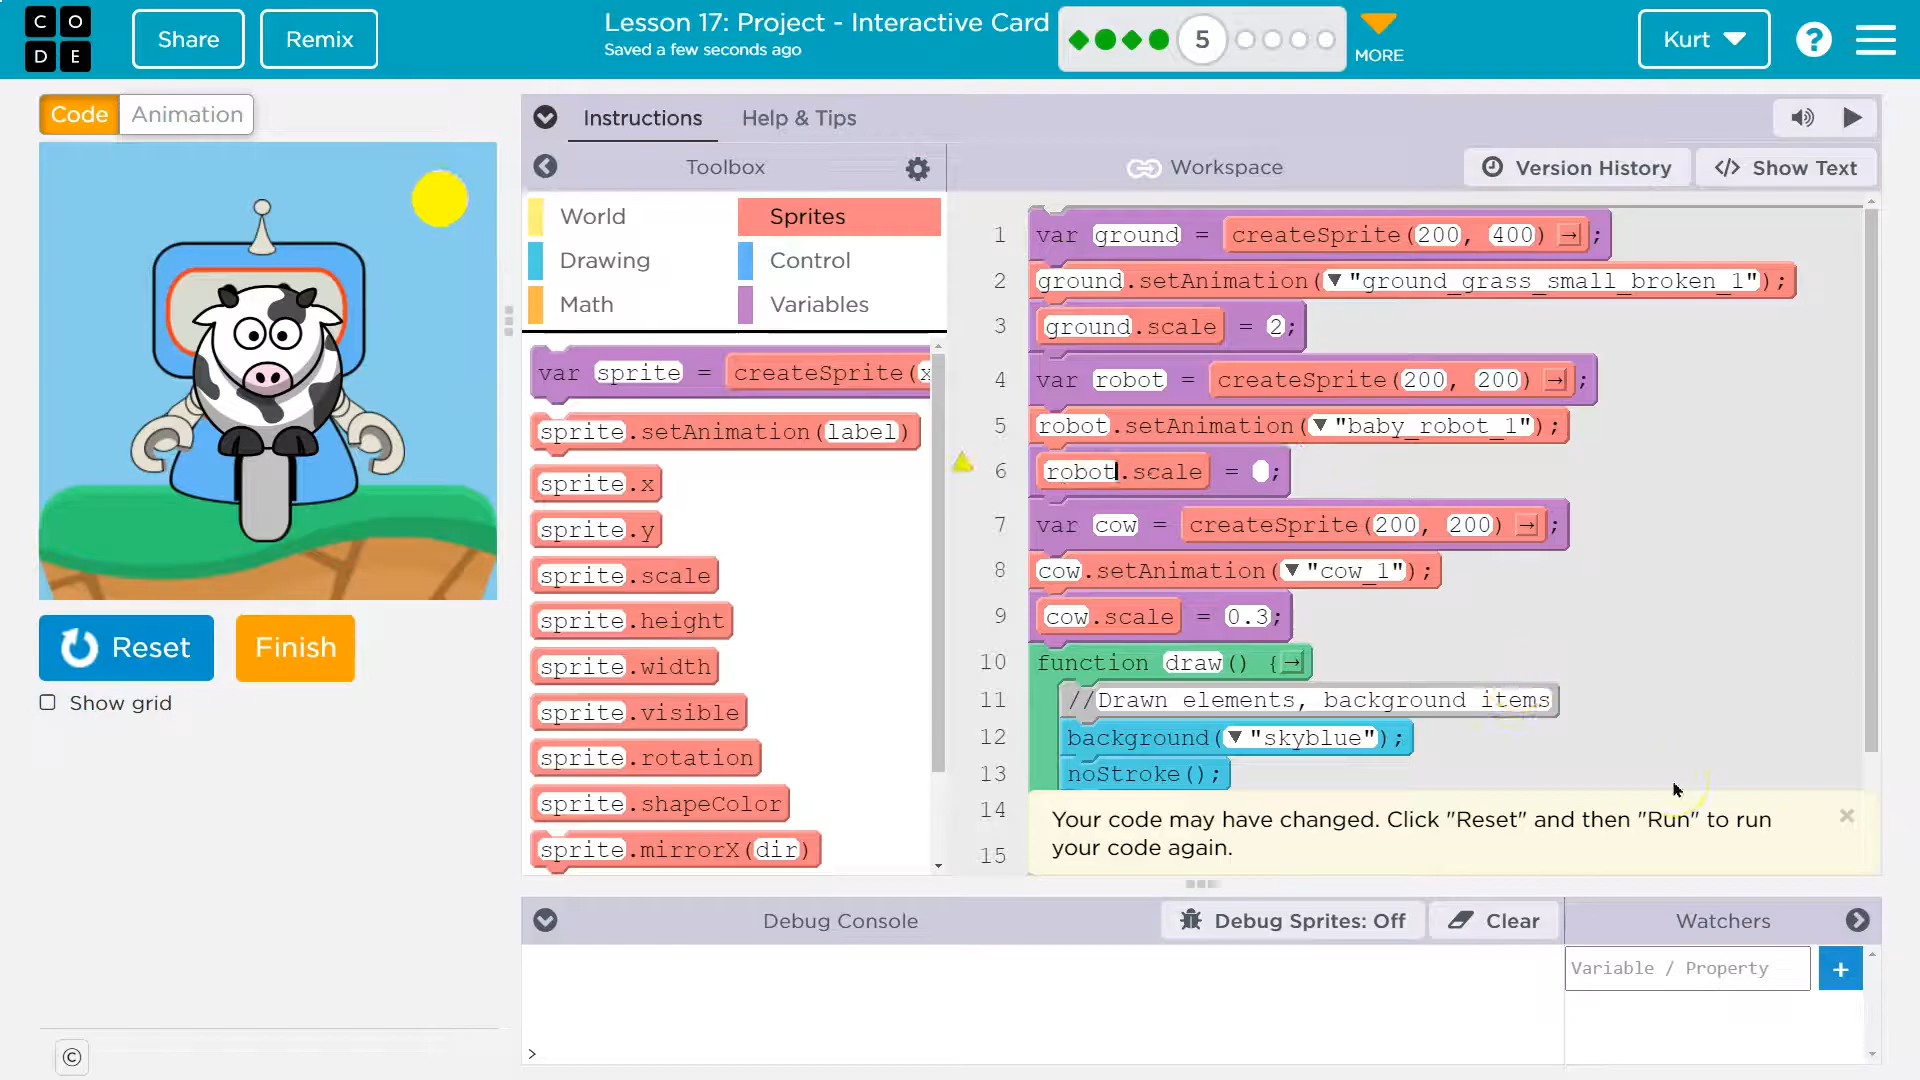 C O
D E
Share
Remix
Lesson 17: Project - Interactive Card
Saved a few seconds ago
5
MORE
Kurt
?
Code
Animation
Instructions
Help & Tips
Toolbox
Workspace
Version History
</> Show Text
World
Sprites
Drawing
Control
Math
Variables
var sprite = createSprite(x
sprite.setAnimation(label)
sprite.x
sprite.y
sprite.scale
sprite.height
sprite.width
sprite.visible
sprite.rotation
sprite.shapeColor
sprite.mirrorX(dir)
1 var ground = createSprite(200, 400);
2 ground.setAnimation("ground_grass_small_broken_1");
3 ground.scale = 2;
4 var robot = createSprite(200, 200);
5 robot.setAnimation("baby_robot_1");
6 robot.scale = ;
7 var cow = createSprite(200, 200);
8 cow.setAnimation("cow_1");
9 cow.scale = 0.3;
10 function draw() {
11 //Drawn elements, background items
12 background("skyblue");
13 noStroke();
14
15
Your code may have changed. Click "Reset" and then "Run" to run
your code again.
Reset
Finish
Show grid
Debug Console
Debug Sprites: Off
Clear
Watchers
Variable / Property
+
>
©